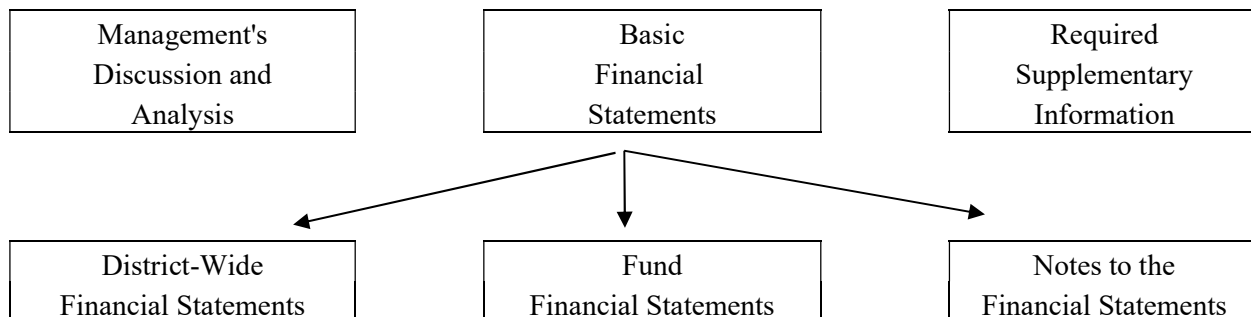 Management's
Discussion and
Analysis
Basic
Financial
Statements
Required
Supplementary
Information
District-Wide
Financial Statements
Fund
Financial Statements
Notes to the
Financial Statements